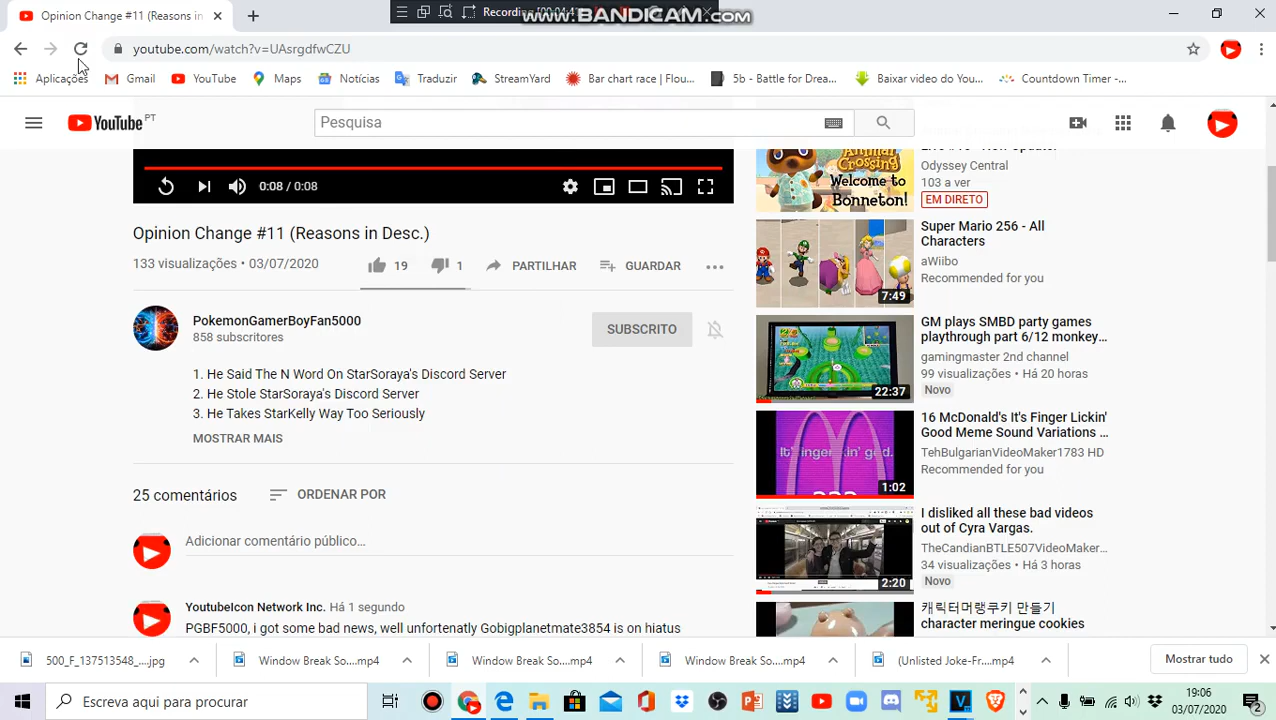 Opinion Change #11 (Reasons in
Recording
www.BANDICAM.com
youtube.com/watch?v=UAsrgdfwCZU
Aplicações Gmail YouTube Maps Notícias Traduzir StreamYard Bar chart race | Flou... 5b - Battle for Dream... Baixar video do You... Countdown Timer -...
YouTube PT
Pesquisa
0:08 / 0:08
Opinion Change #11 (Reasons in Desc.)
133 visualizações • 03/07/2020
19 1 PARTILHAR GUARDAR
PokemonGamerBoyFan5000
858 subscritores
SUBSCRITO
1. He Said The N Word On StarSoraya's Discord Server
2. He Stole StarSoraya's Discord Server
3. He Takes StarKelly Way Too Seriously
MOSTRAR MAIS
25 comentários ORDENAR POR
Adicionar comentário público...
YoutubeIcon Network Inc. Há 1 segundo
PGBF5000, i got some bad news, well unfortenatly Gobigplanetmate3854 is on hiatus
Animal Crossing
Welcome to
Bonneton!
Odyssey Central
103 a ver
EM DIRETO
Super Mario 256 - All
Characters
aWiibo
Recommended for you
7:49
GM plays SMBD party games
playthrough part 6/12 monkey...
gamingmaster 2nd channel
99 visualizações • Há 20 horas
Novo
22:37
16 McDonald's It's Finger Lickin'
Good Meme Sound Variations ...
TehBulgarianVideoMaker1783 HD
Recommended for you
1:02
I disliked all these bad videos
out of Cyra Vargas.
TheCandianBTLE507VideoMaker...
34 visualizações • Há 3 horas
Novo
2:20
캐릭터머랭쿠키 만들기
character meringue cookies
500_F_137513548_....jpg Window Break So....mp4 Window Break So....mp4 Window Break So....mp4 (Unlisted Joke-Fr....mp4 Mostrar tudo
Escreva aqui para procurar
19:06
03/07/2020
2